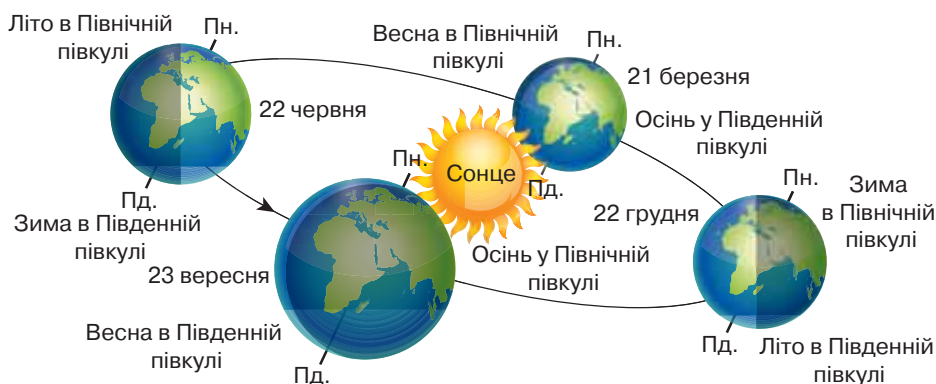 Літо в Північній
півкулі
Пн.
22 червня
Пд.
Зима в Південній
півкулі
Весна в Північній
півкулі
Пн.
21 березня
Осінь у Південній
півкулі
Пд.
Сонце
Пн.
23 вересня
Осінь у Північній
півкулі
Весна в Південній
півкулі
Пд.
22 грудня
Пн.
Зима
в Північній
півкулі
Пд.
Літо в Південній
півкулі